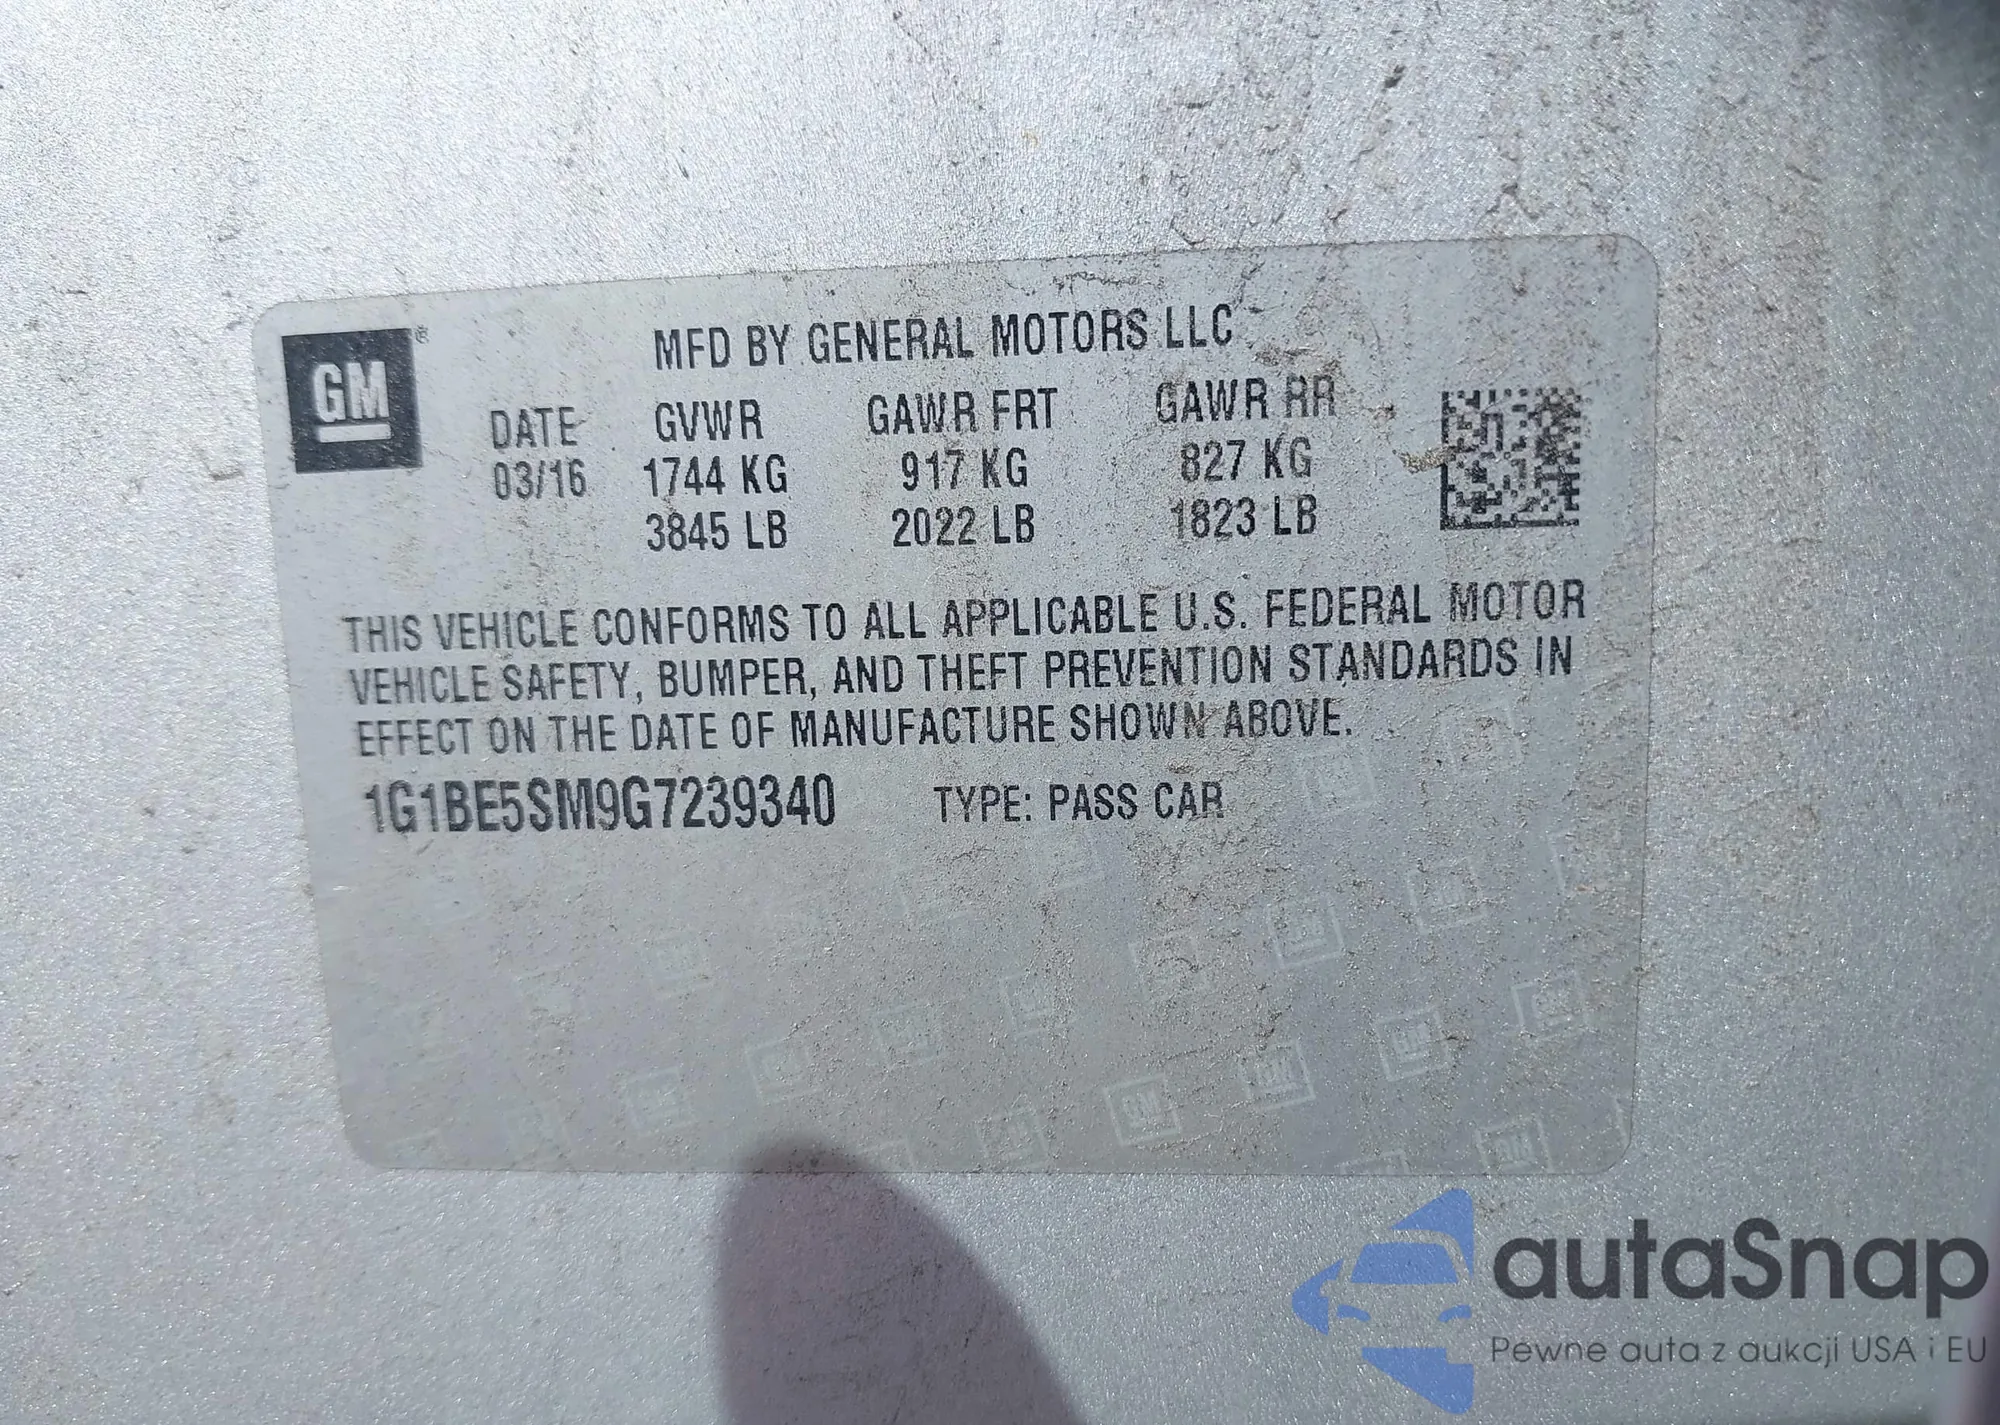 GM®
MFD BY GENERAL MOTORS LLC
DATE GVWR GAWR FRT GAWR RR
03/16 1744 KG 917 KG 827 KG
3845 LB 2022 LB 1823 LB
THIS VEHICLE CONFORMS TO ALL APPLICABLE U.S. FEDERAL MOTOR
VEHICLE SAFETY, BUMPER, AND THEFT PREVENTION STANDARDS IN
EFFECT ON THE DATE OF MANUFACTURE SHOWN ABOVE.
1G1BE5SM9G7239340 TYPE: PASS CAR
autaSnap
Pewne auta z aukcji USA i EU